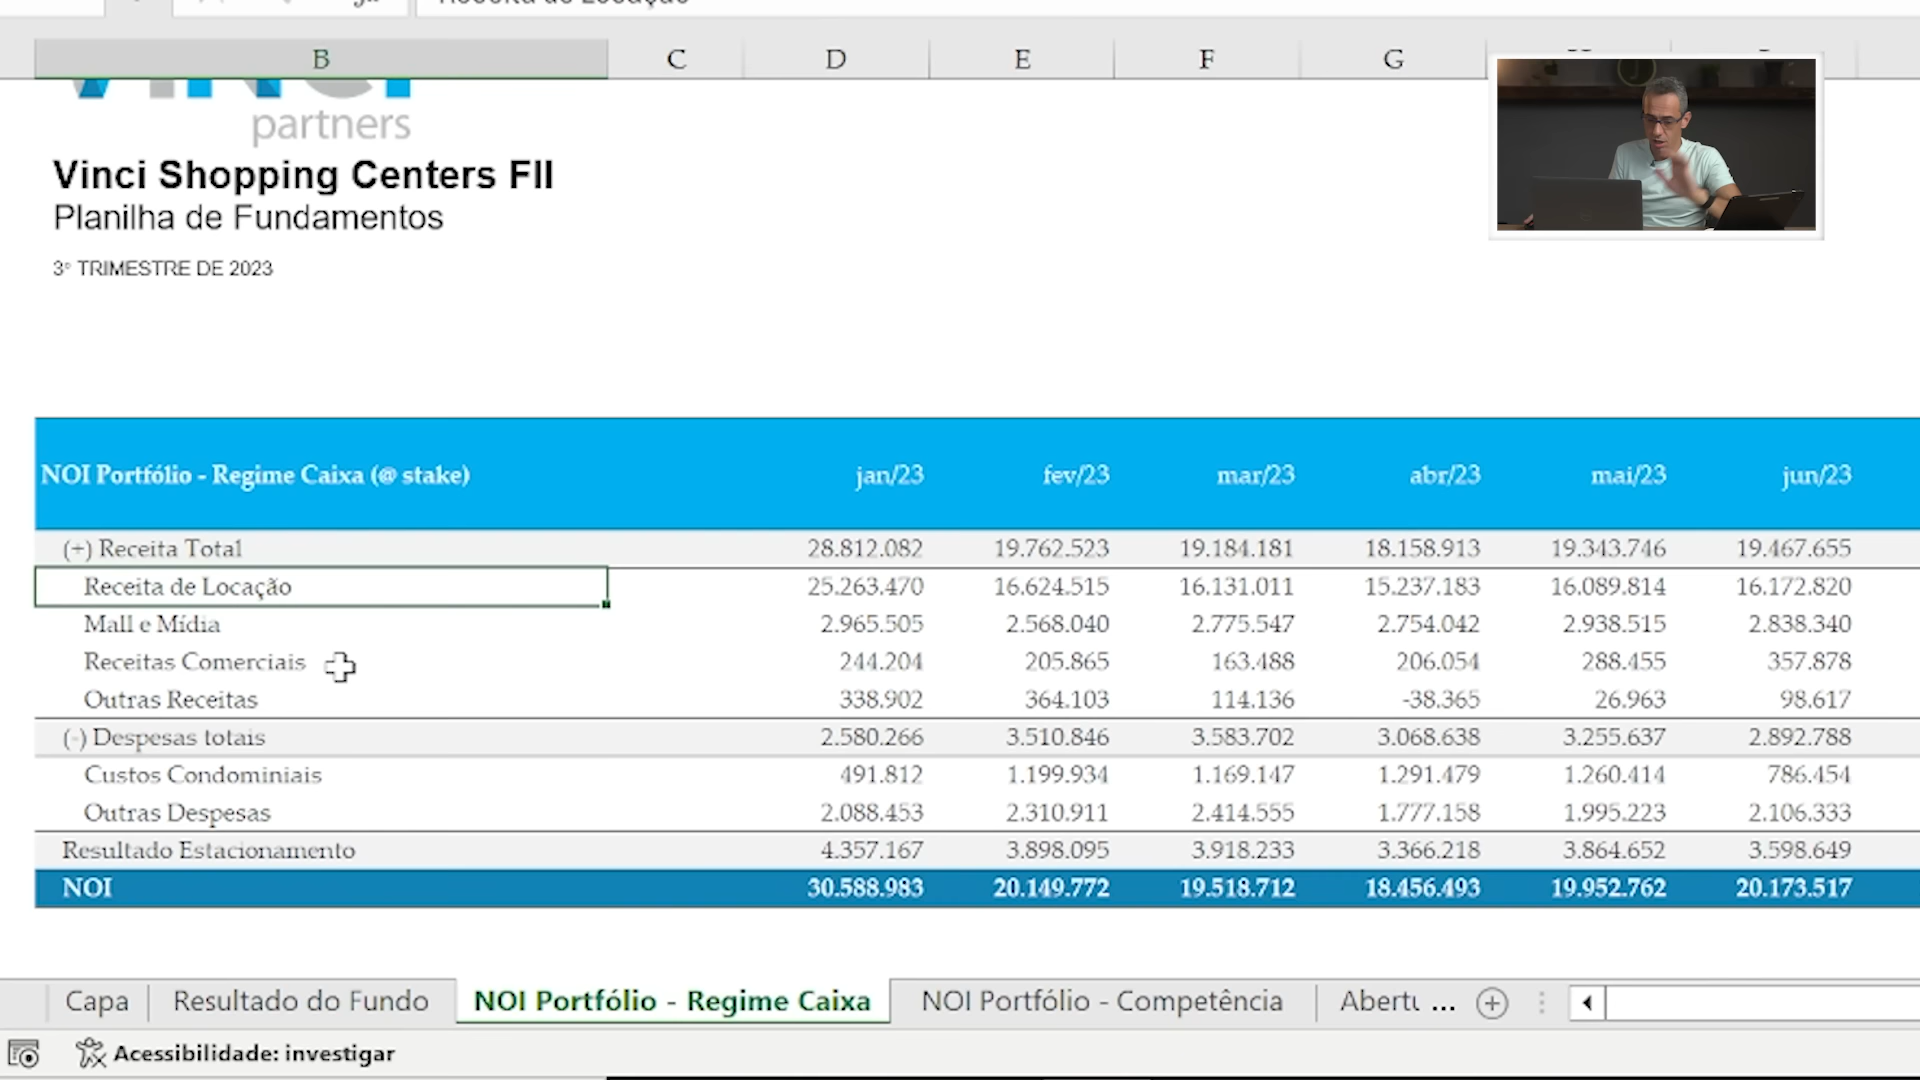 B C D E F G
partners
Vinci Shopping Centers FII
Planilha de Fundamentos
3º TRIMESTRE DE 2023
NOI Portfólio - Regime Caixa (@ stake) jan/23 fev/23 mar/23 abr/23 mai/23 jun/23
(+) Receita Total 28.812.082 19.762.523 19.184.181 18.158.913 19.343.746 19.467.655
Receita de Locação 25.263.470 16.624.515 16.131.011 15.237.183 16.089.814 16.172.820
Mall e Mídia 2.965.505 2.568.040 2.775.547 2.754.042 2.938.515 2.838.340
Receitas Comerciais 244.204 205.865 163.488 206.054 288.455 357.878
Outras Receitas 338.902 364.103 114.136 -38.365 26.963 98.617
(-) Despesas totais 2.580.266 3.510.846 3.583.702 3.068.638 3.255.637 2.892.788
Custos Condominiais 491.812 1.199.934 1.169.147 1.291.479 1.260.414 786.454
Outras Despesas 2.088.453 2.310.911 2.414.555 1.777.158 1.995.223 2.106.333
Resultado Estacionamento 4.357.167 3.898.095 3.918.233 3.366.218 3.864.652 3.598.649
NOI 30.588.983 20.149.772 19.518.712 18.456.493 19.952.762 20.173.517
Capa Resultado do Fundo NOI Portfólio - Regime Caixa NOI Portfólio - Competência Abertu ...
Acessibilidade: investigar